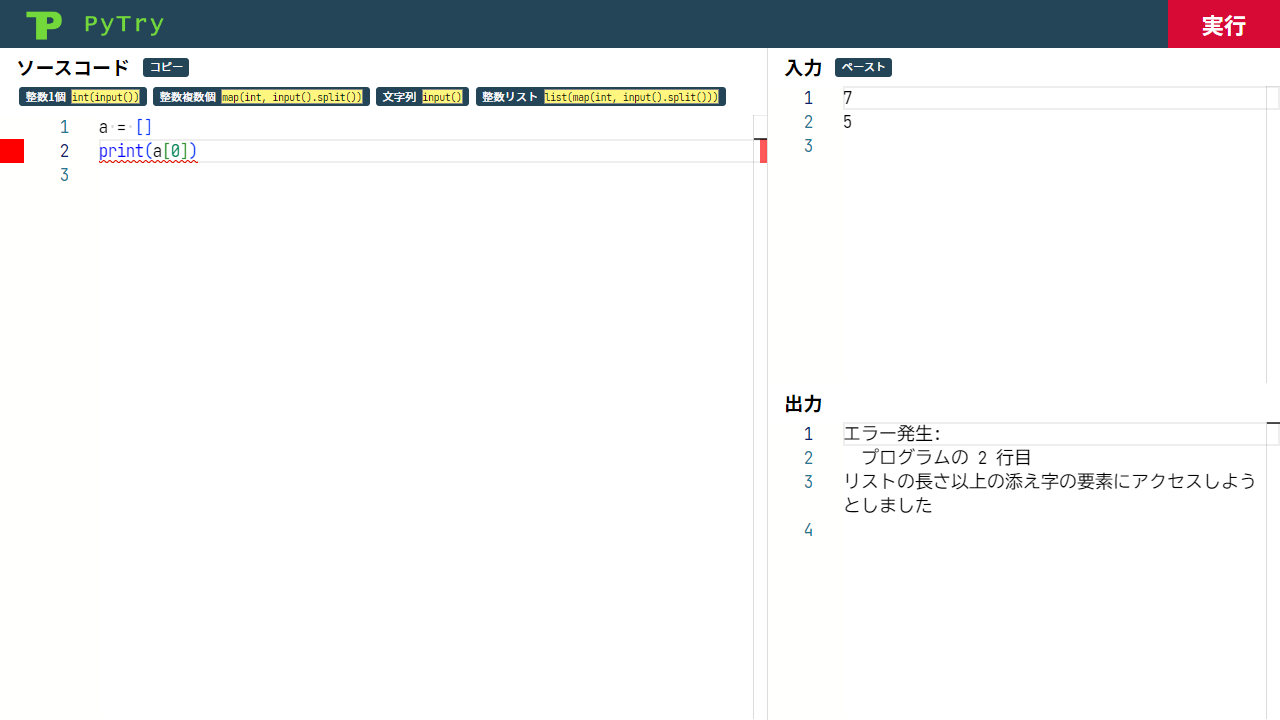 PyTry
実行
ソースコード コピー
整数1個 int(input()) 整数複数個 map(int, input().split()) 文字列 input() 整数リスト list(map(int, input().split()))
1 a = []
2 print(a[0])
3
入力 ペースト
1 7
2 5
3
出力
1 エラー発生:
2 プログラムの 2 行目
3 リストの長さ以上の添え字の要素にアクセスしよう
としました
4